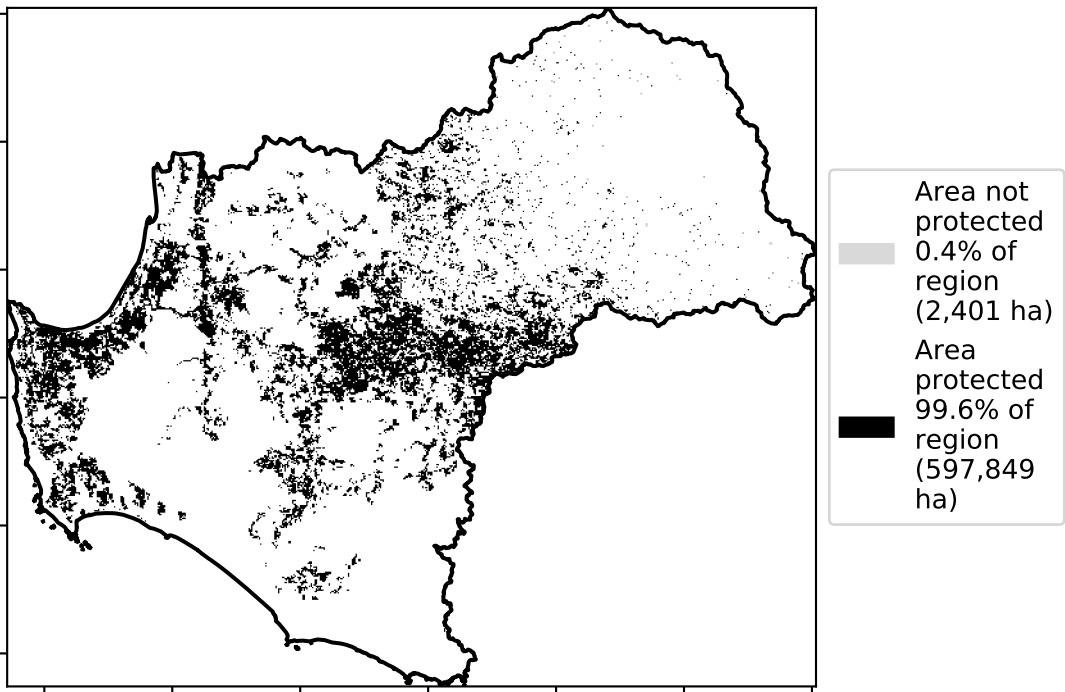 Area not
protected
0.4% of
region
(2,401 ha)
Area
protected
99.6% of
region
(597,849
ha)